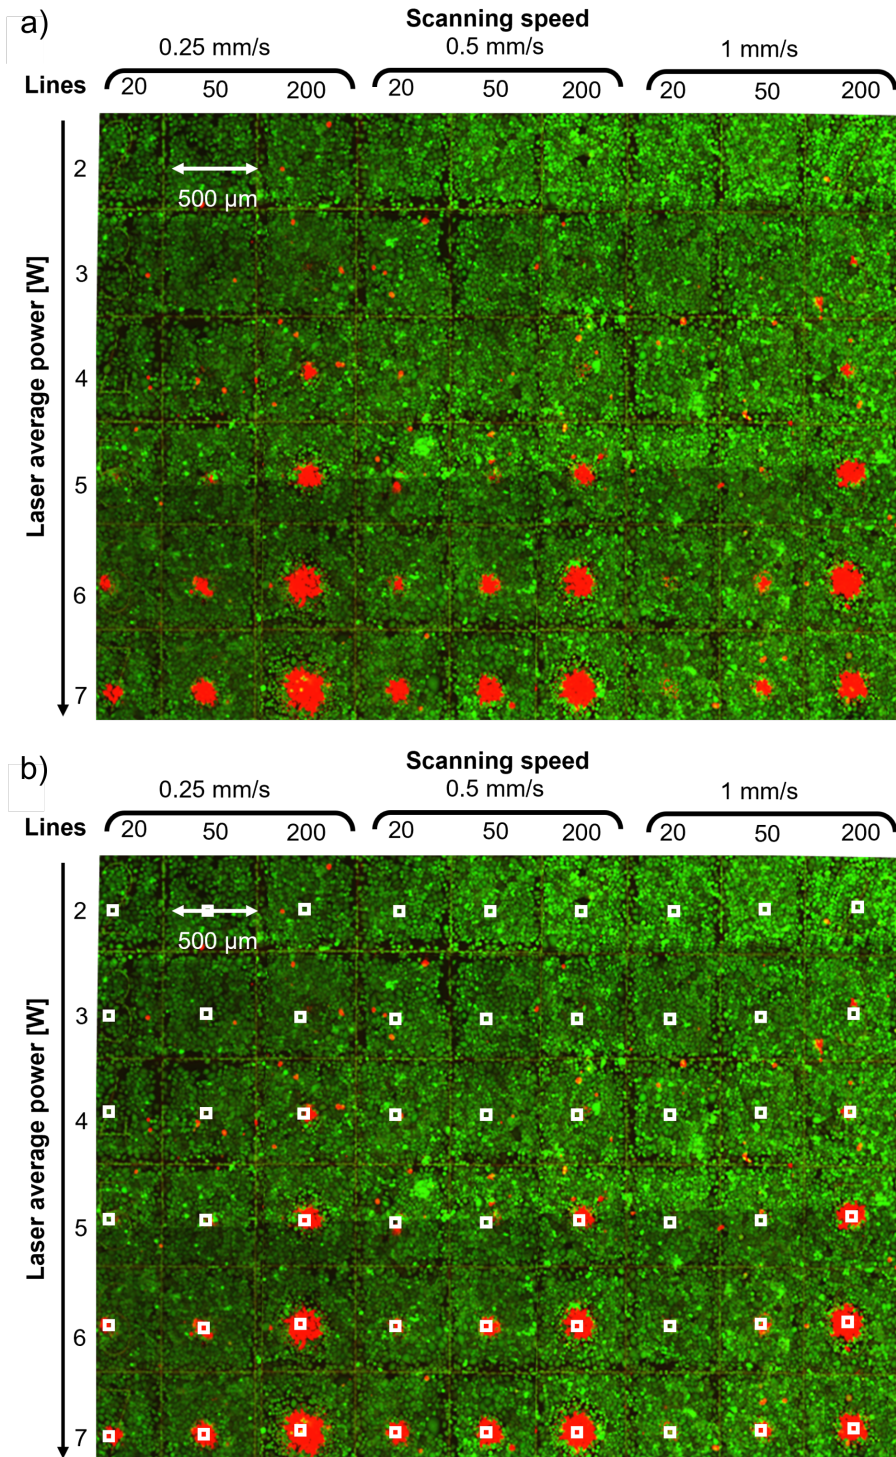 a)
Scanning speed
0.25 mm/s 0.5 mm/s 1 mm/s
Lines 20 50 200 20 50 200 20 50 200
Laser average power [W]
2
500 µm
3
4
5
6
7
b)
Scanning speed
0.25 mm/s 0.5 mm/s 1 mm/s
Lines 20 50 200 20 50 200 20 50 200
Laser average power [W]
2
500 µm
3
4
5
6
7